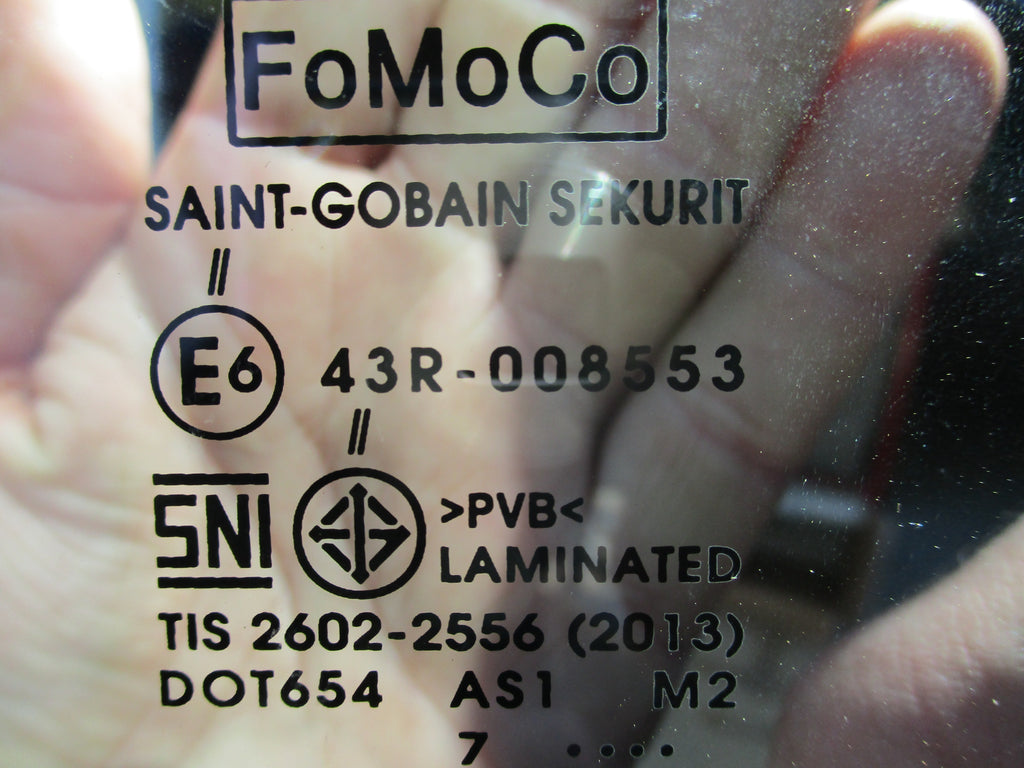 FoMoCo
SAINT-GOBAIN SEKURIT
//
E6 43R-008553
//
SNI >PVB<
LAMINATED
TIS 2602-2556 (2013)
DOT654 AS1 M2
7 ....